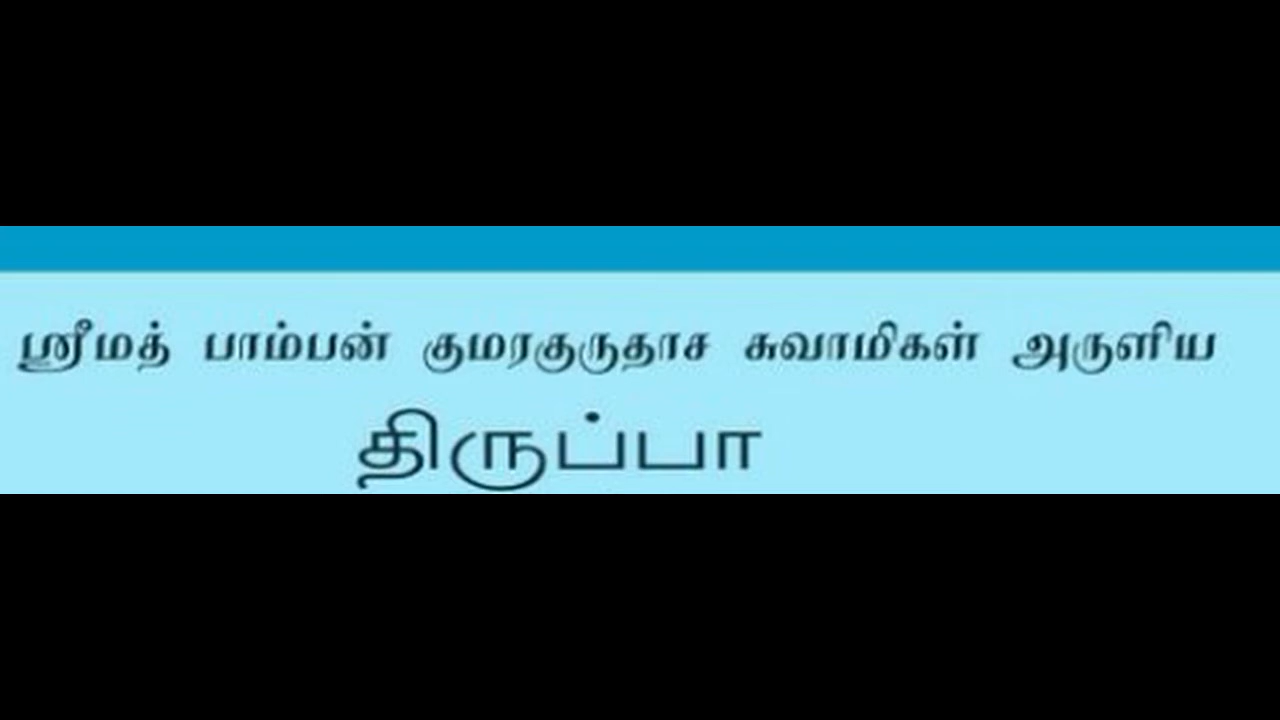 ஸ்ரீமத் பாம்பன் குமரகுருதாச சுவாமிகள் அருளிய
திருப்பா